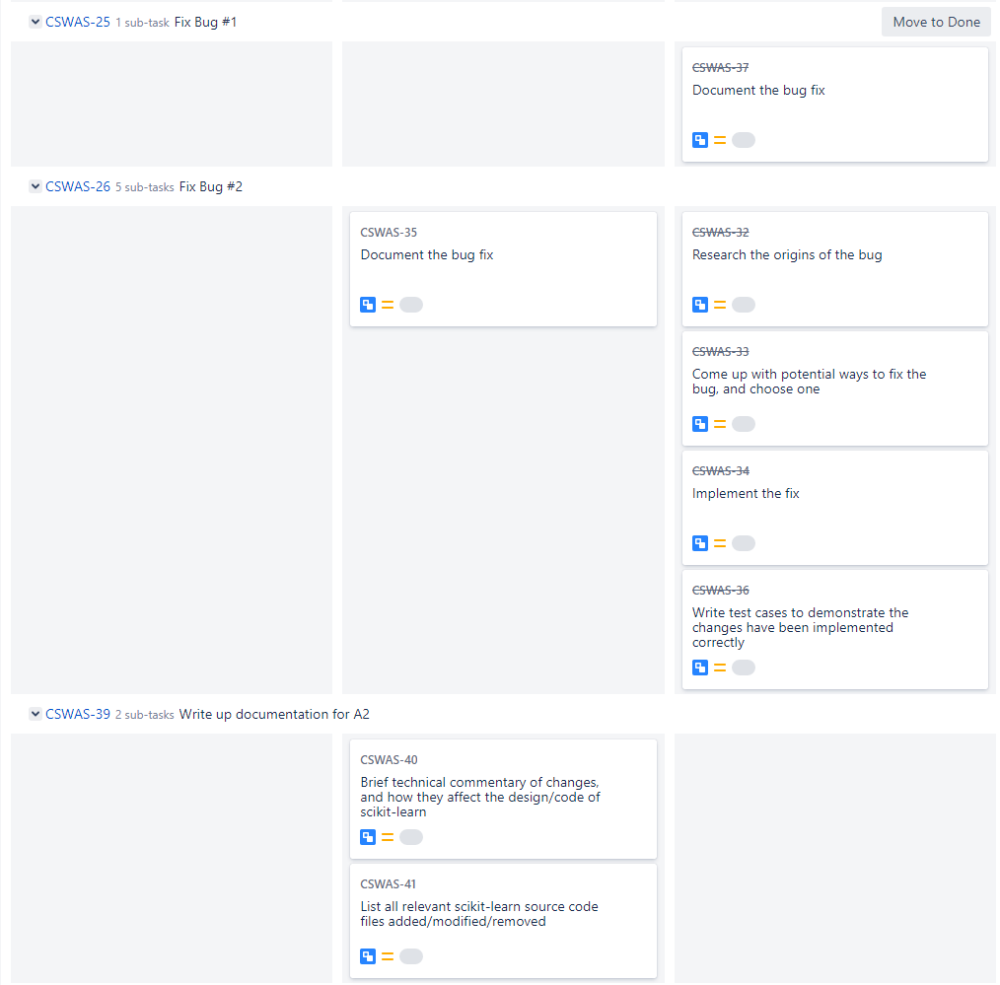 CSWAS-25 1 sub-task Fix Bug #1
Move to Done
CSWAS-37
Document the bug fix
CSWAS-26 5 sub-tasks Fix Bug #2
CSWAS-35
Document the bug fix
CSWAS-32
Research the origins of the bug
CSWAS-33
Come up with potential ways to fix the
bug, and choose one
CSWAS-34
Implement the fix
CSWAS-36
Write test cases to demonstrate the
changes have been implemented
correctly
CSWAS-39 2 sub-tasks Write up documentation for A2
CSWAS-40
Brief technical commentary of changes,
and how they affect the design/code of
scikit-learn
CSWAS-41
List all relevant scikit-learn source code
files added/modified/removed